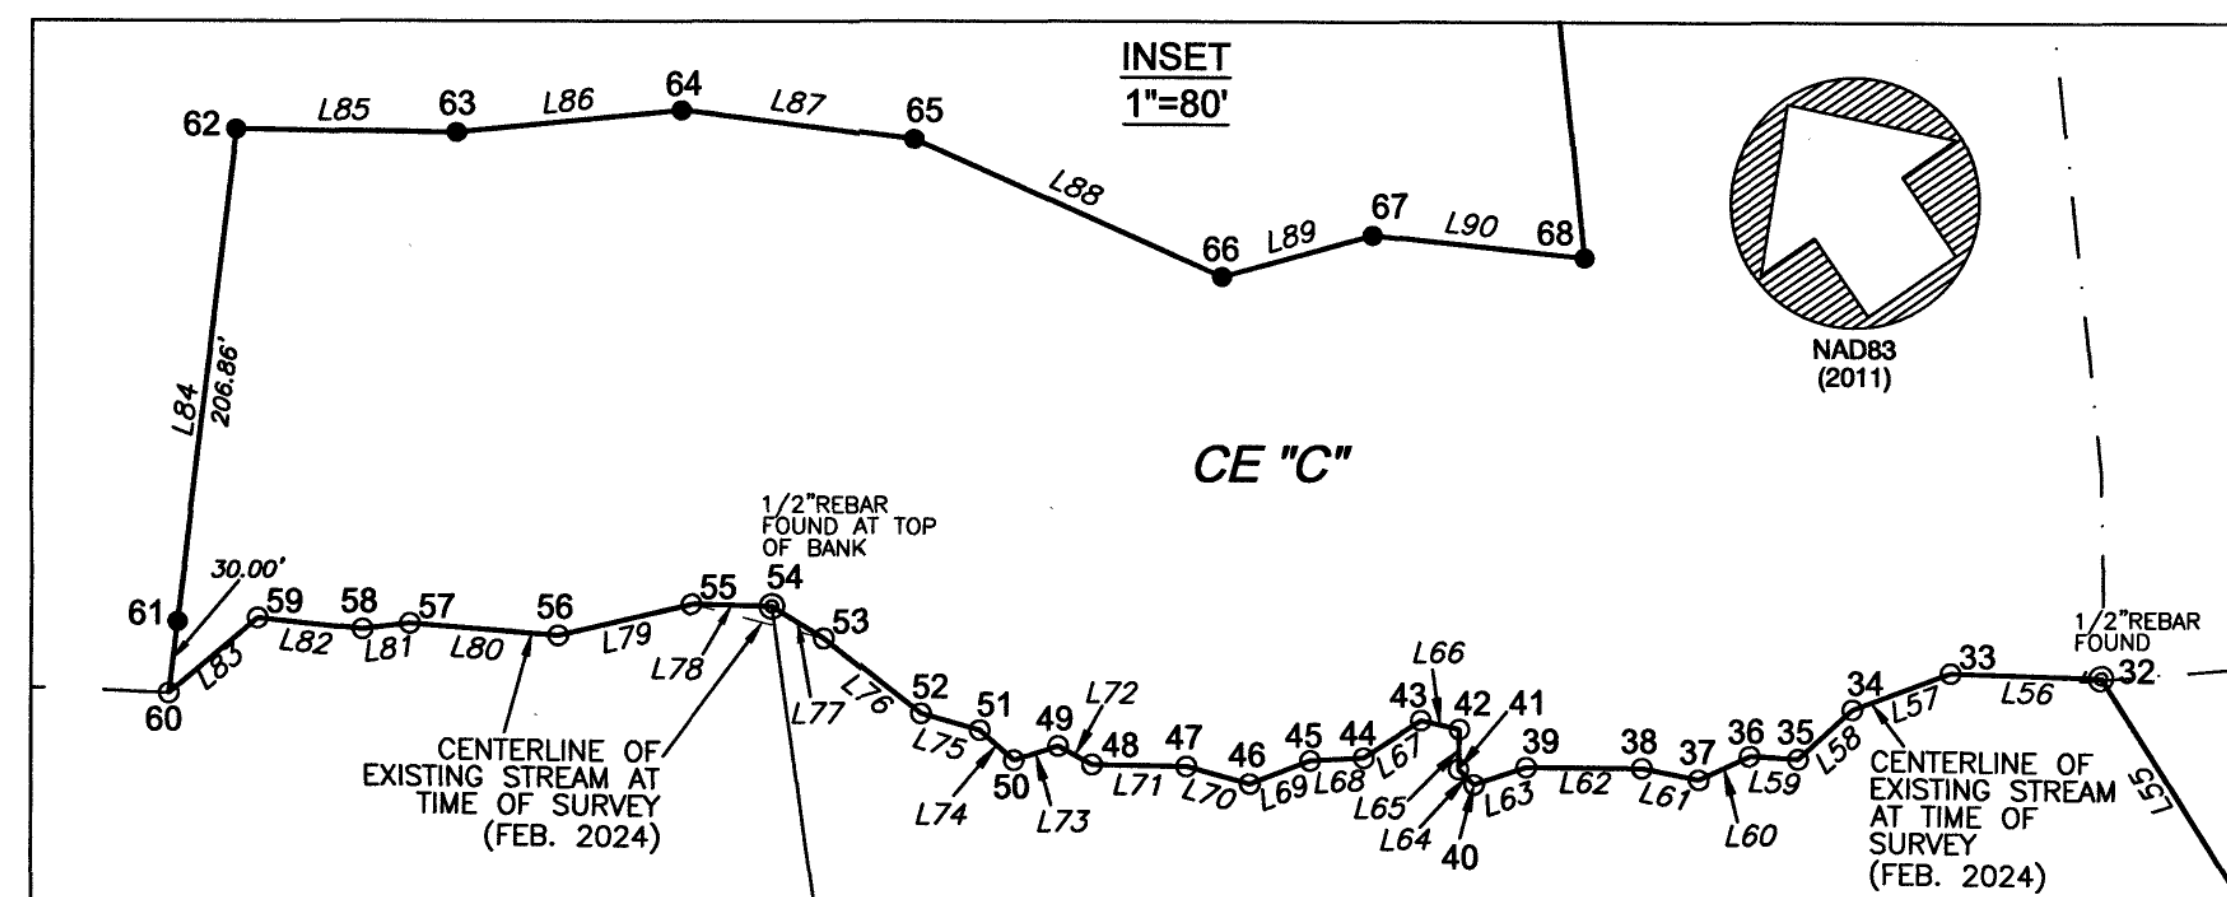 INSET
1"=80'
62
L85
63
L86
64
L87
65
L88
66
L89
67
L90
68
NAD83
(2011)
L84
206.86'
CE "C"
1/2"REBAR
FOUND AT TOP
OF BANK
30.00'
61
59
L82
58
L81
57
L80
56
L79
55
L78
54
L77
53
L76
L83
60
CENTERLINE OF
EXISTING STREAM AT
TIME OF SURVEY
(FEB. 2024)
52
L75
51
L74
50
L73
49
L72
48
L71
47
L70
46
L69
45
L68
44
L67
43
L66
42
41
L65
L64
40
L63
39
L62
38
L61
37
L60
36
L59
35
L58
34
L57
33
L56
1/2"REBAR
FOUND
32
L55
CENTERLINE OF
EXISTING STREAM
AT TIME OF
SURVEY
(FEB. 2024)